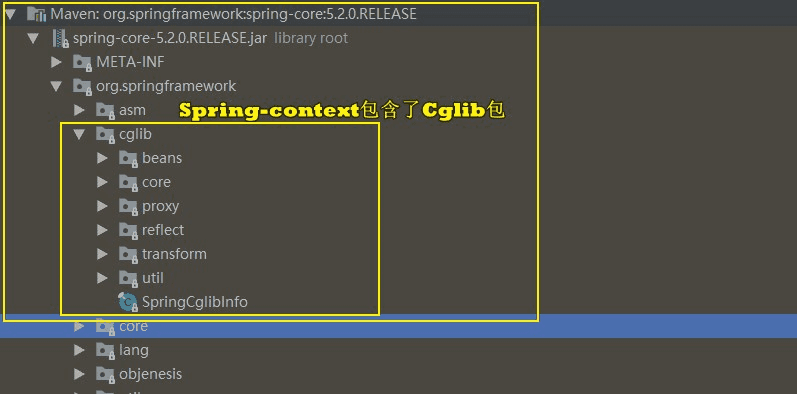 Maven: org.springframework:spring-core:5.2.0.RELEASE
spring-core-5.2.0.RELEASE.jar library root
META-INF
org.springframework
asm
Spring-context包含了Cglib包
cglib
beans
core
proxy
reflect
transform
util
SpringCglibInfo
core
lang
objenesis